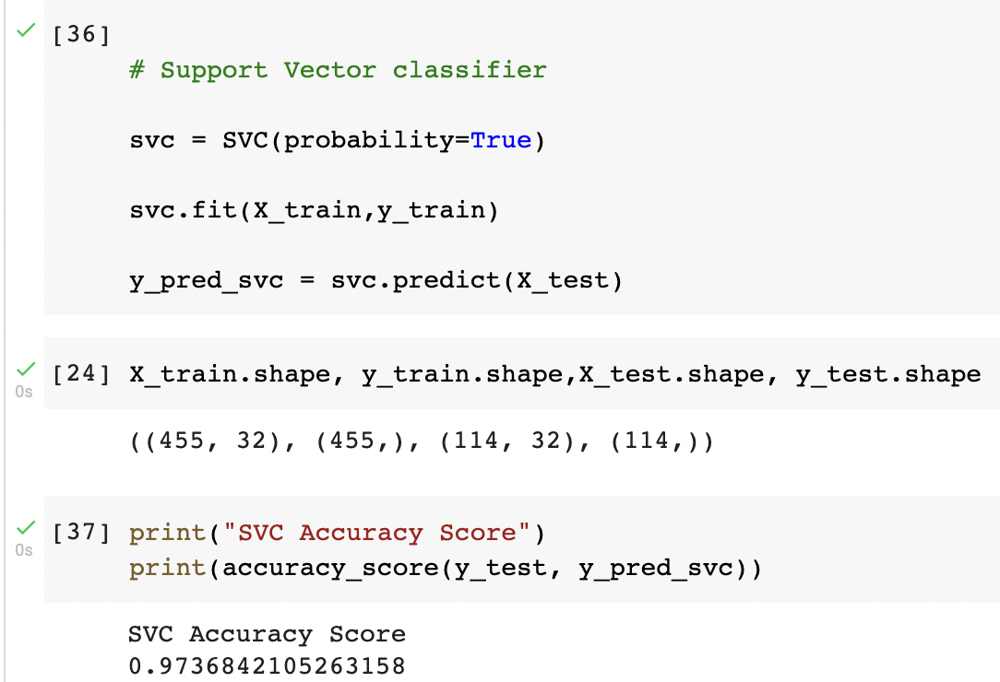 [36]
# Support Vector classifier
svc = SVC(probability=True)
svc.fit(X_train,y_train)
y_pred_svc = svc.predict(X_test)
[24] X_train.shape, y_train.shape,X_test.shape, y_test.shape
0s
((455, 32), (455,), (114, 32), (114,))
[37] print("SVC Accuracy Score")
0s
print(accuracy_score(y_test, y_pred_svc))
SVC Accuracy Score
0.9736842105263158